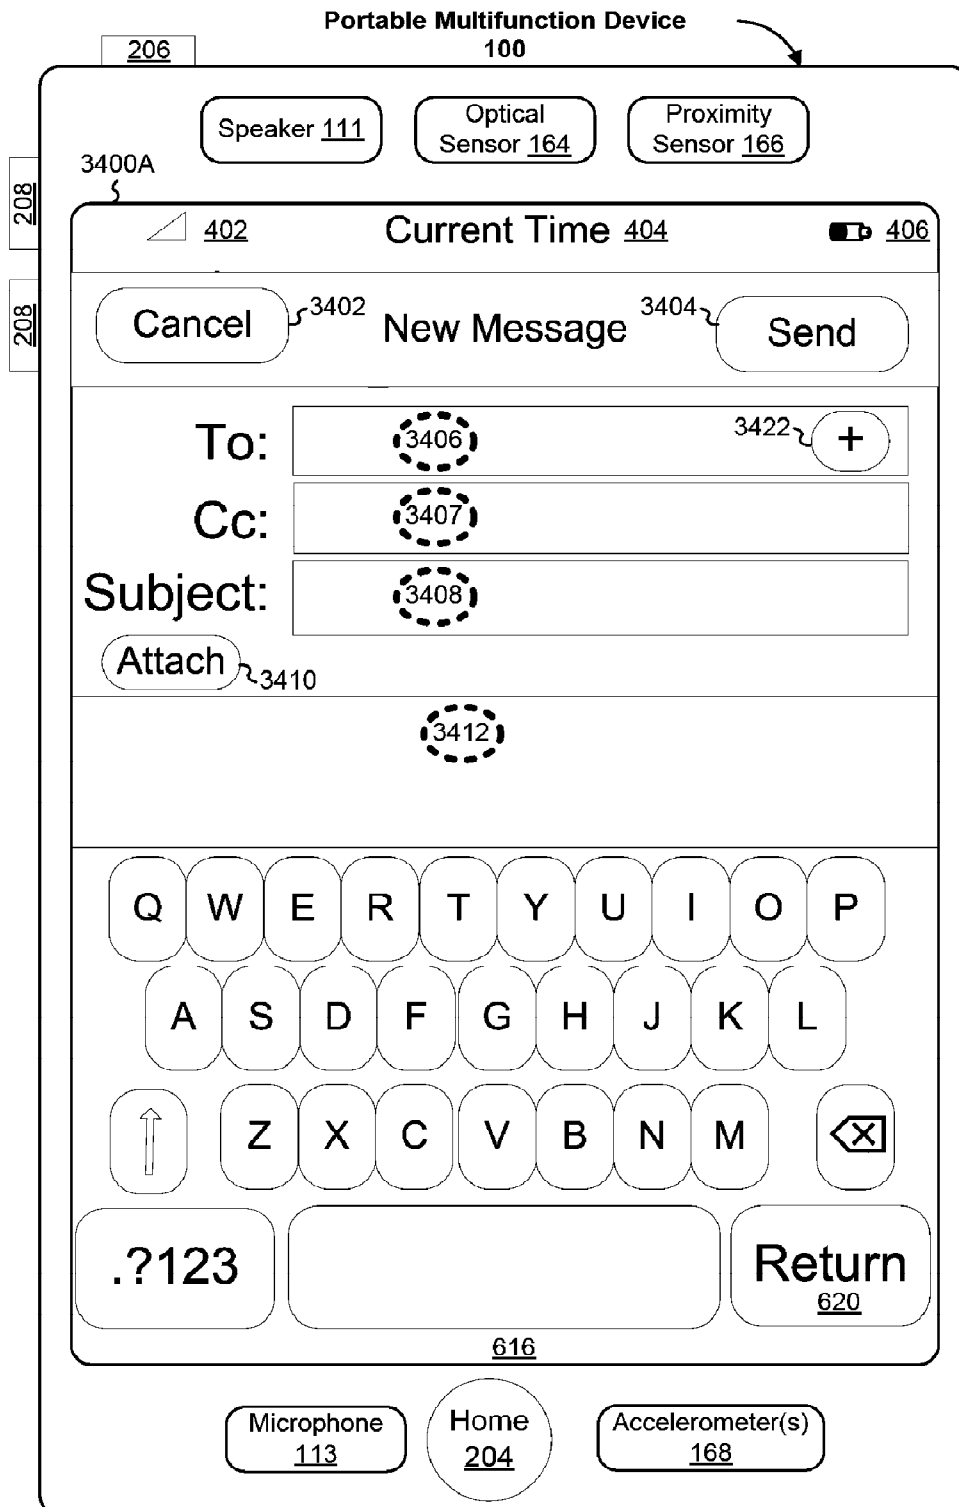 Portable Multifunction Device
100
206
Speaker 111
Optical
Sensor 164
Proximity
Sensor 166
3400A
208
208
402
Current Time 404
406
Cancel
3402
New Message
3404
Send
To:
3406
3422
+
Cc:
3407
Subject:
3408
Attach
3410
3412
Q W E R T Y U I O P
A S D F G H J K L
Z X C V B N M
.?123
Return
620
616
Microphone
113
Home
204
Accelerometer(s)
168